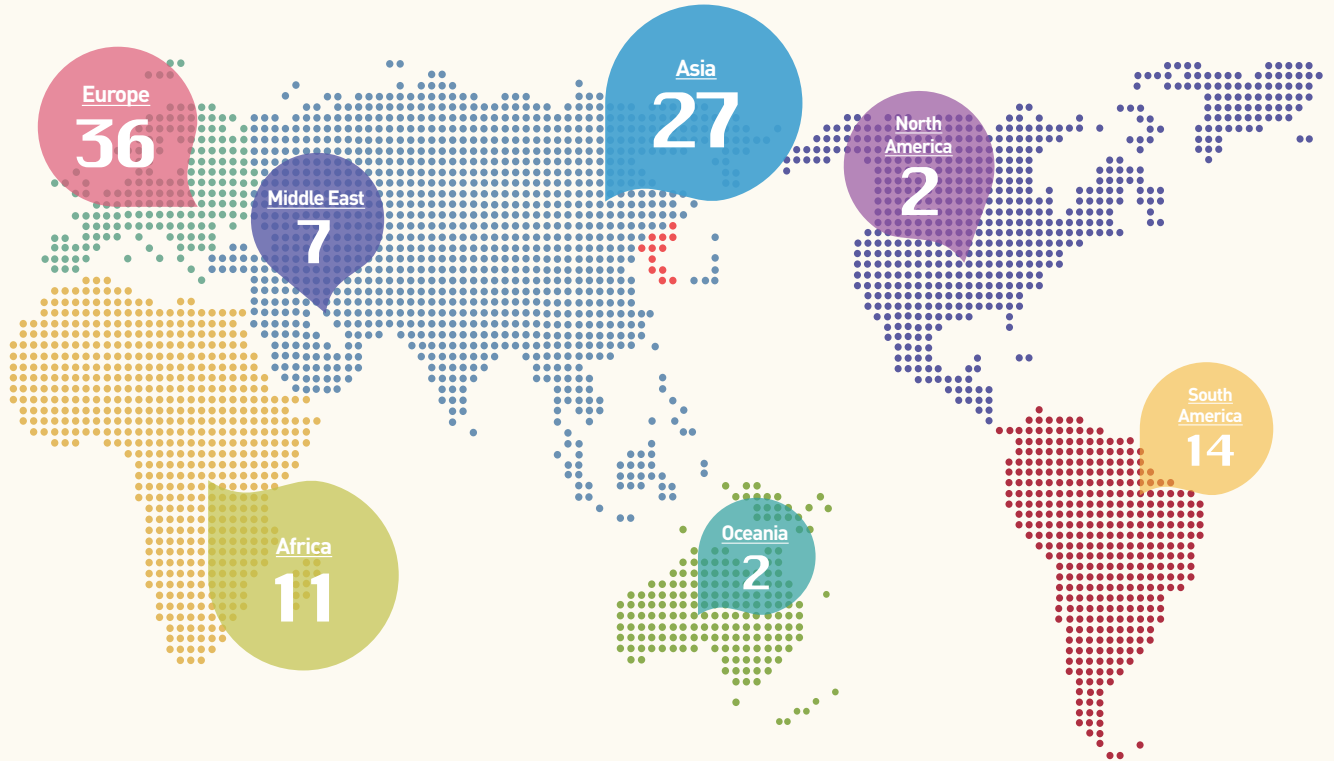 Europe
36
Asia
27
Middle East
7
North
America
2
South
America
14
Africa
11
Oceania
2